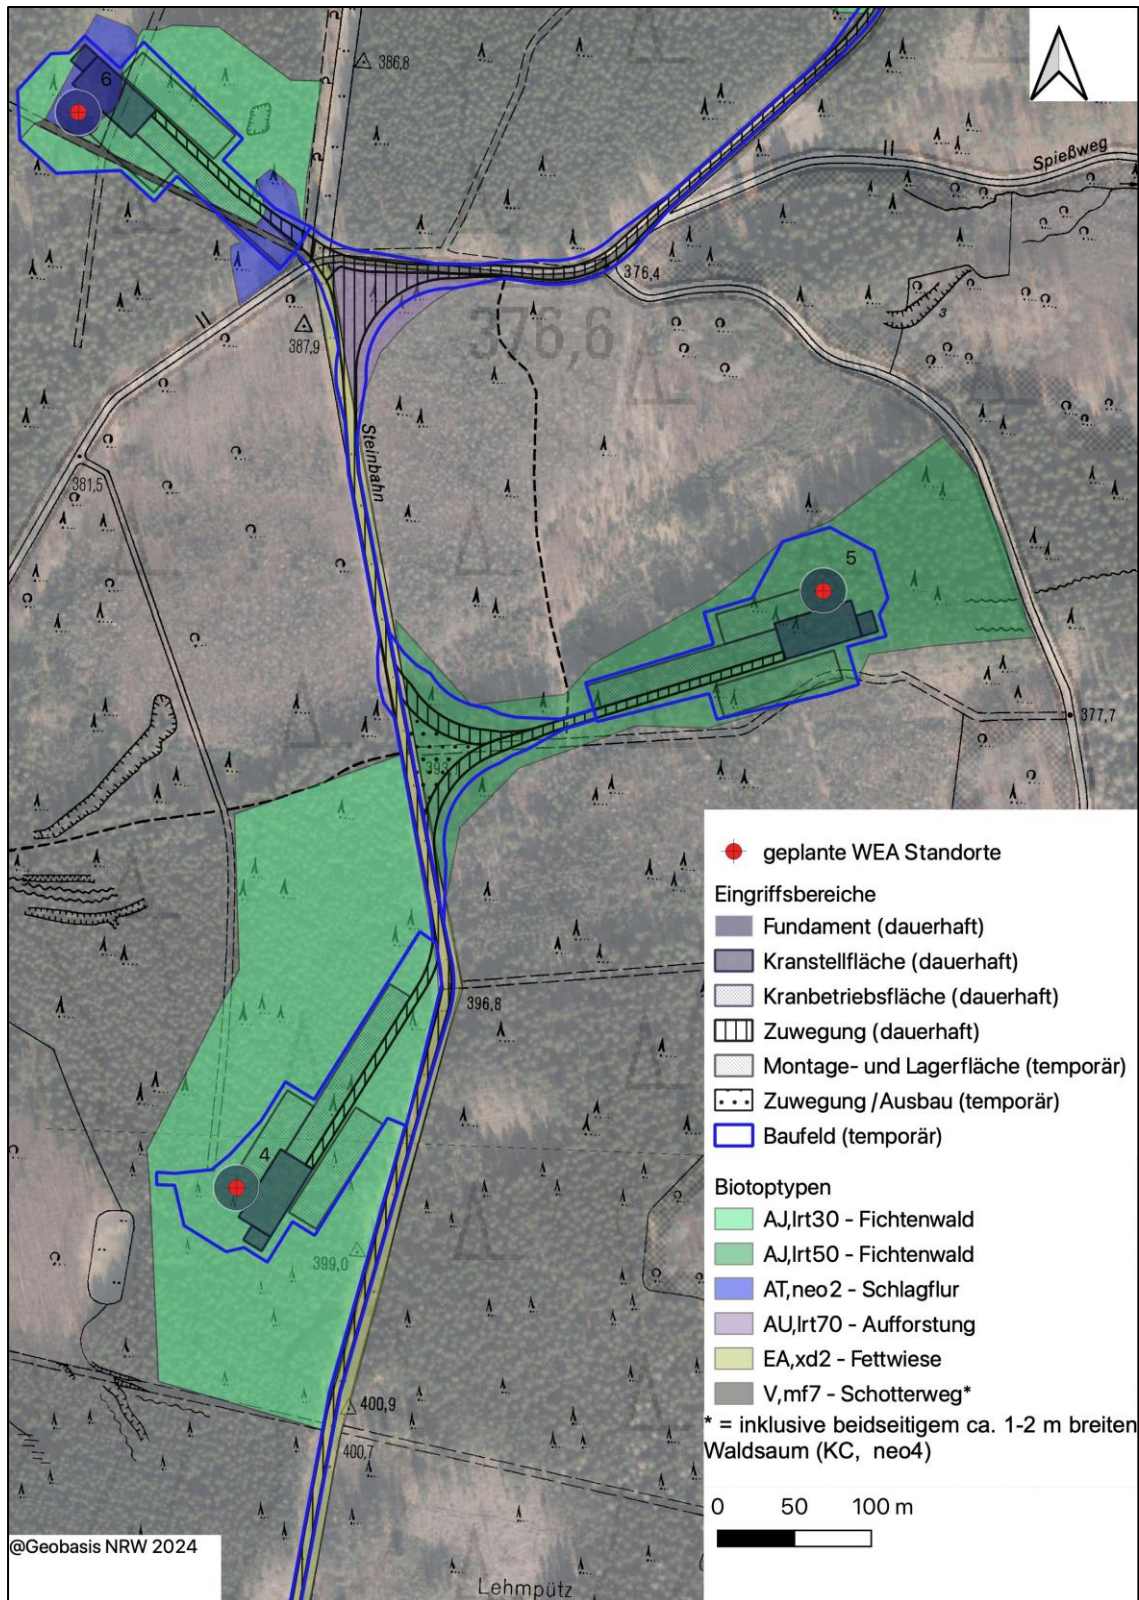 6
386,8
Spießweg
376,4
3
387,9
376,6
Steinbahn
381,5
5
377,7
393,1
396,8
4
399,0
400,9
400,7
Lehmpütz
geplante WEA Standorte
Eingriffsbereiche
Fundament (dauerhaft)
Kranstellfläche (dauerhaft)
Kranbetriebsfläche (dauerhaft)
Zuwegung (dauerhaft)
Montage- und Lagerfläche (temporär)
Zuwegung /Ausbau (temporär)
Baufeld (temporär)
Biotoptypen
AJ,lrt30 - Fichtenwald
AJ,lrt50 - Fichtenwald
AT,neo2 - Schlagflur
AU,lrt70 - Aufforstung
EA,xd2 - Fettwiese
V,mf7 - Schotterweg*
* = inklusive beidseitigem ca. 1-2 m breiten
Waldsaum (KC, neo4)
0 50 100 m
@Geobasis NRW 2024